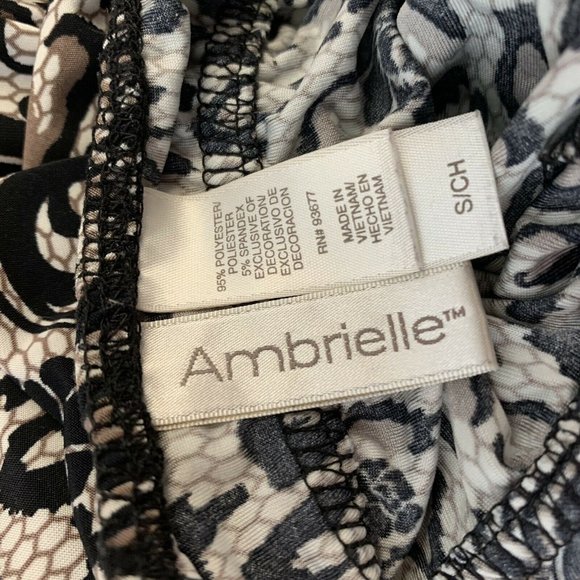 95% POLYESTER/
POLIESTER
5% SPANDEX
EXCLUSIVE OF
DECORATION/
EXCLUSIVO DE
DECORACION
RN# 93677
MADE IN
VIETNAM/
HECHO EN
VIETNAM
S/CH
Ambrielle™